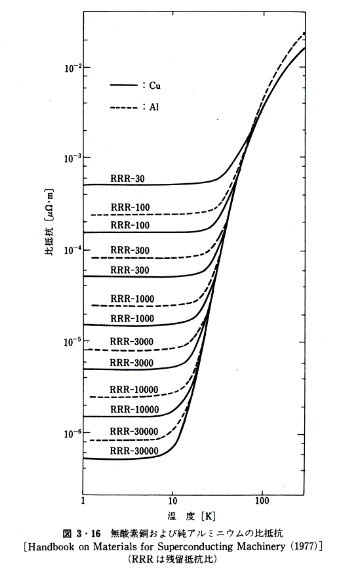 10⁻²
10⁻³
10⁻⁴
10⁻⁵
10⁻⁶
比抵抗 [μΩ·m]
——:Cu
-----:Al
RRR-30
RRR-100
RRR-100
RRR-300
RRR-300
RRR-1000
RRR-1000
RRR-3000
RRR-3000
RRR-10000
RRR-10000
RRR-30000
RRR-30000
1 10 100
温 度 [K]
図 3・16 無酸素銅および純アルミニウムの比抵抗
[Handbook on Materials for Superconducting Machinery (1977)]
(RRR は残留抵抗比)